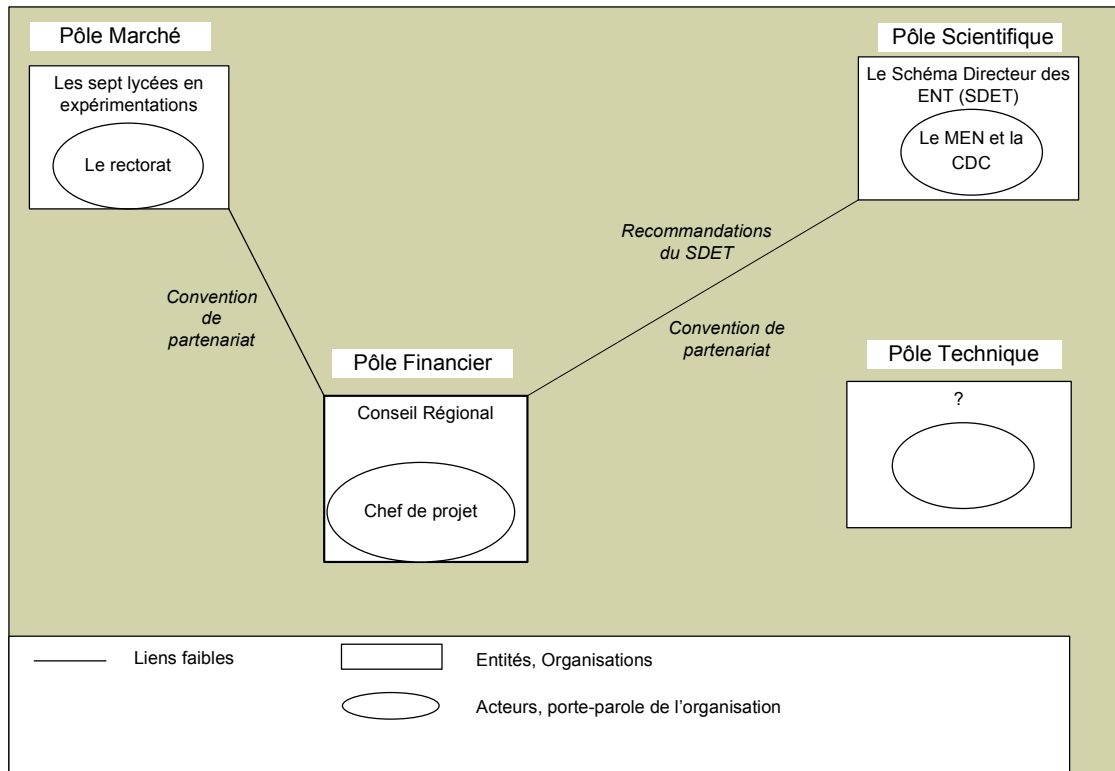 Pôle Marché
Les sept lycées en
expérimentations
Le rectorat
Pôle Scientifique
Le Schéma Directeur des
ENT (SDET)
Le MEN et la
CDC
Recommandations
du SDET
Convention
de
partenariat
Convention de
partenariat
Pôle Financier
Conseil Régional
Chef de projet
Pôle Technique
?
Liens faibles
Entités, Organisations
Acteurs, porte-parole de l'organisation